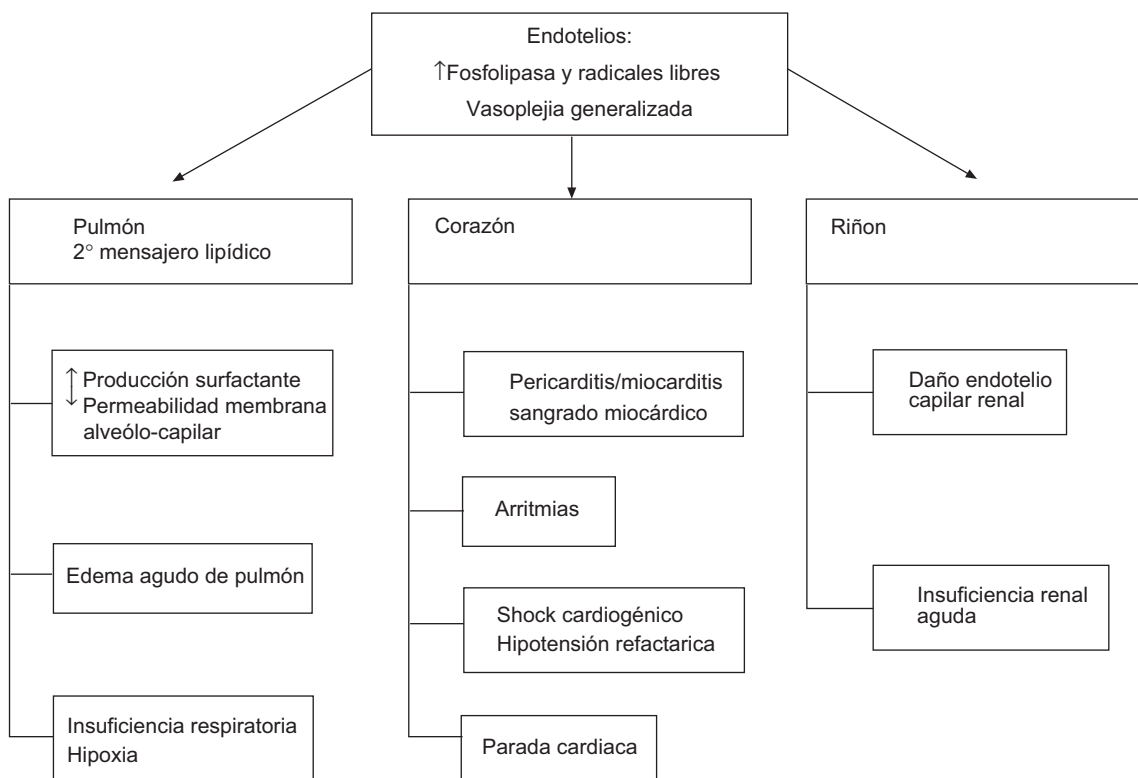 Endotelios:
↑Fosfolipasa y radicales libres
Vasoplejia generalizada
Pulmón
2° mensajero lipídico
↑ Producción surfactante
↓ Permeabilidad membrana
alveólo-capilar
Edema agudo de pulmón
Insuficiencia respiratoria
Hipoxia
Corazón
Pericarditis/miocarditis
sangrado miocárdico
Arritmias
Shock cardiogénico
Hipotensión refactarica
Parada cardiaca
Riñon
Daño endotelio
capilar renal
Insuficiencia renal
aguda